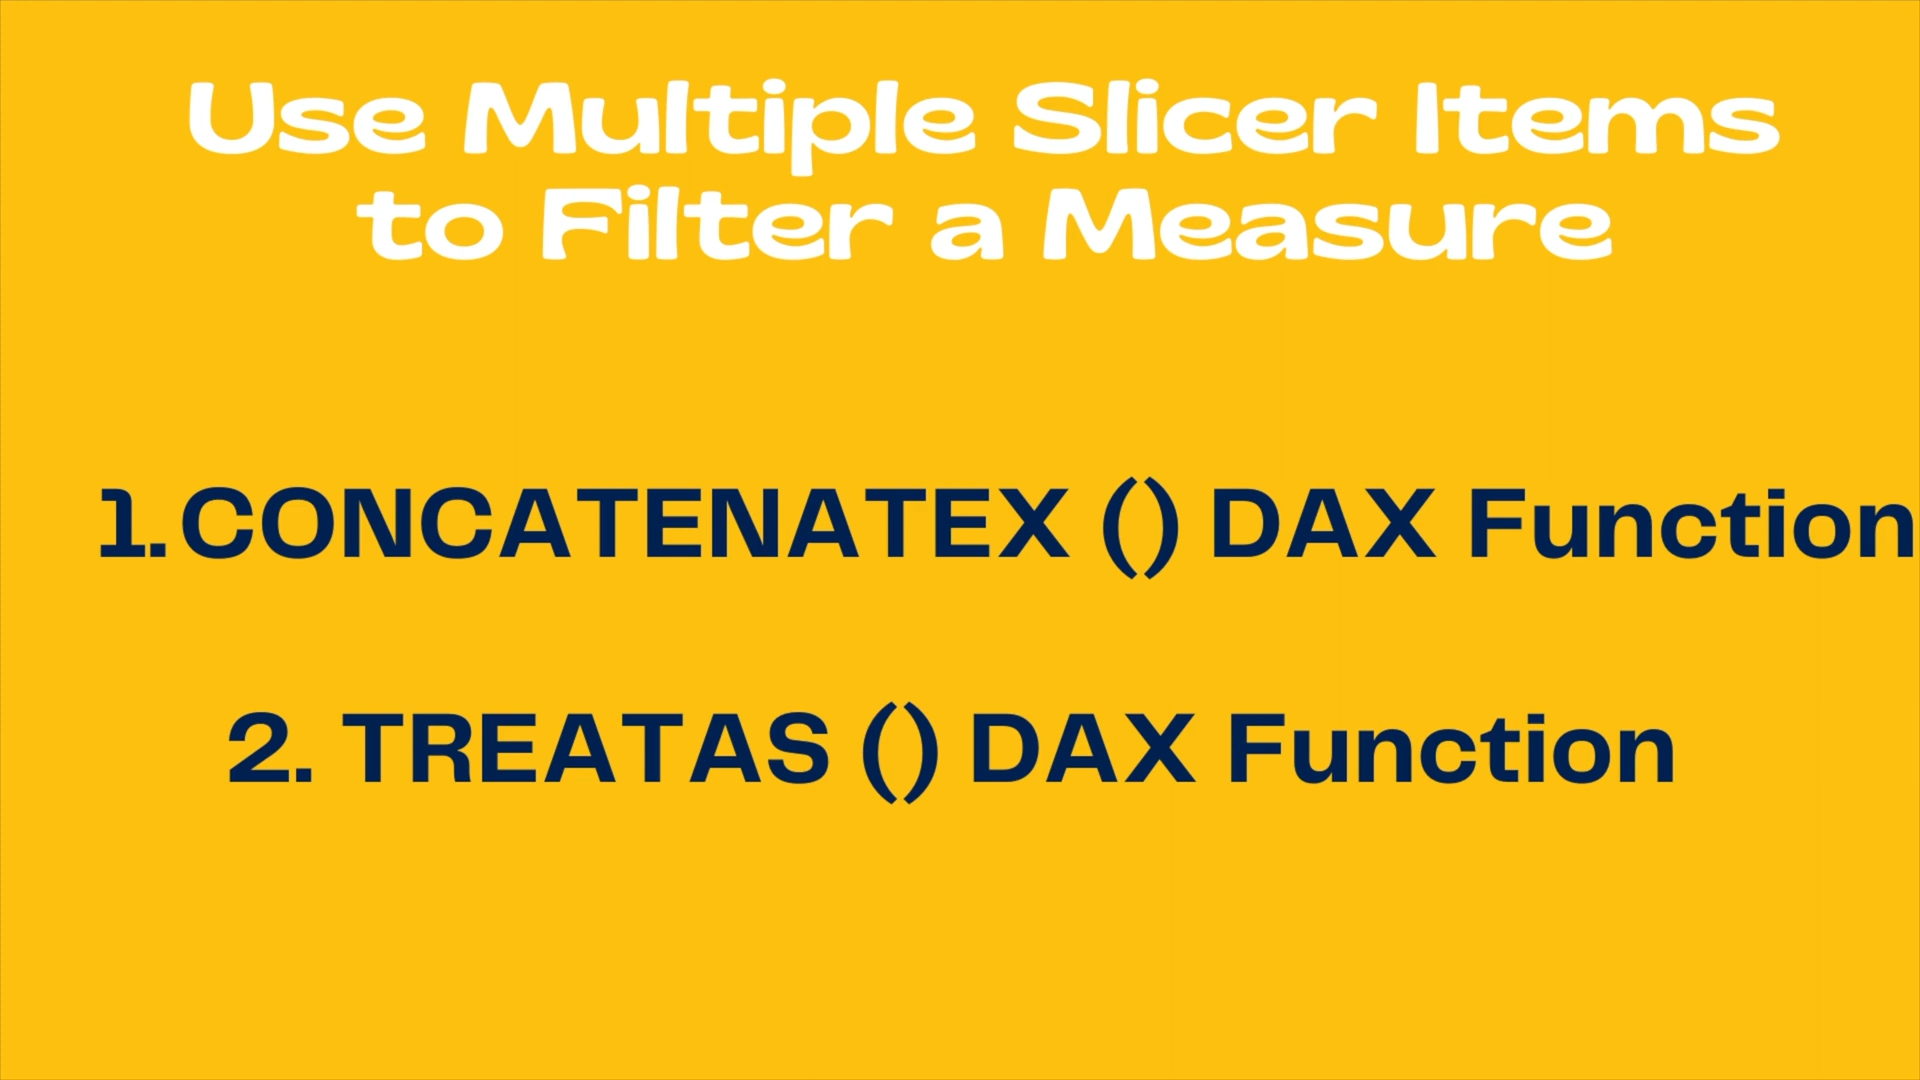 Use Multiple Slicer Items
to Filter a Measure
1.CONCATENATEX () DAX Function
2. TREATAS () DAX Function